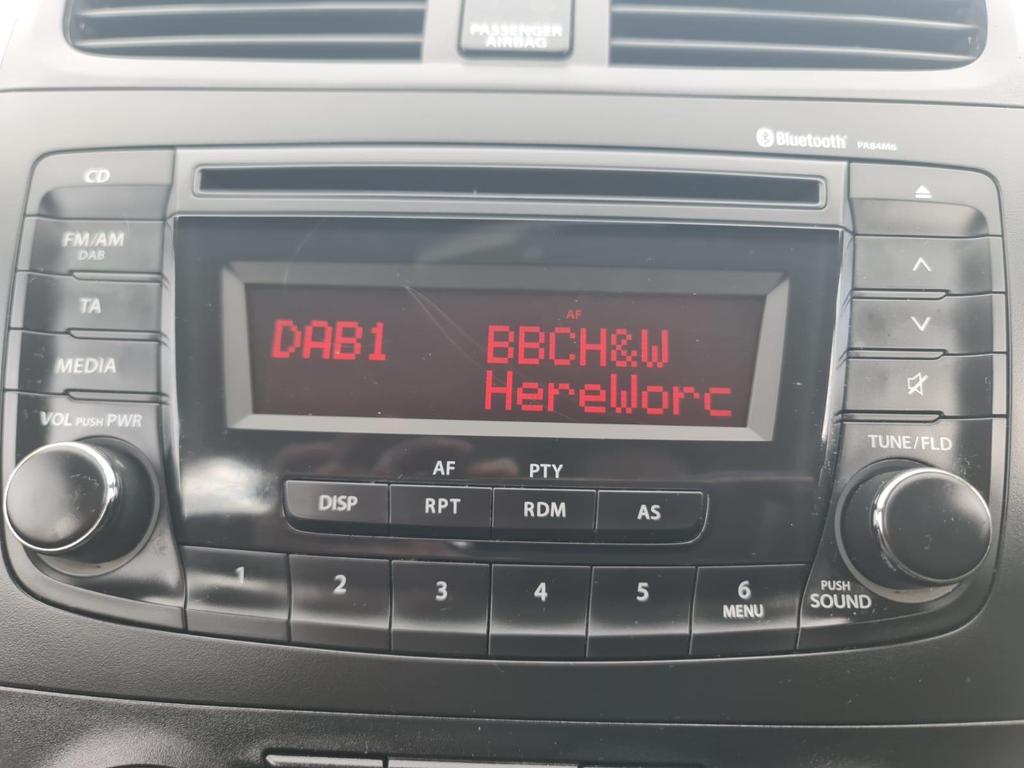 PASSENGER
AIRBAG
Bluetooth PA84M6
CD
FM/AM
DAB
TA
MEDIA
VOL PUSH PWR
AF
DAB1 BBCH&W
HereWorc
TUNE/FLD
AF PTY
DISP RPT RDM AS
1 2 3 4 5 6
MENU
PUSH
SOUND